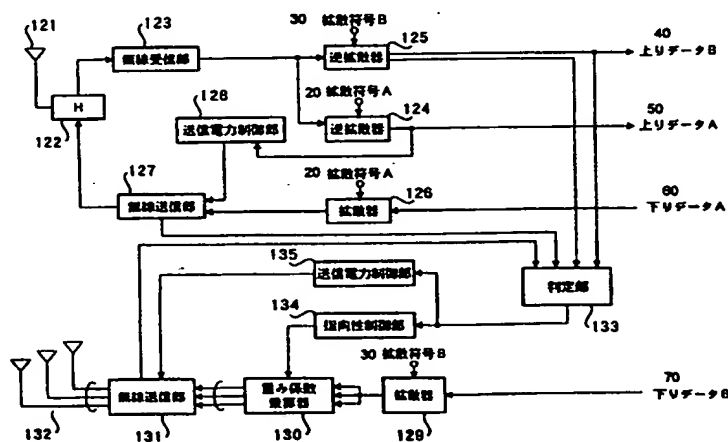 121
123
無線受信部
30 拡散符号B
125
逆拡散器
40
上りデータB
H
122
128
送信電力制御部
20 拡散符号A
124
逆拡散器
50
上りデータA
127
無線送信部
20 拡散符号A
126
拡散器
60
下りデータA
135
送信電力制御部
判定部
133
134
指向性制御部
30 拡散符号B
132
無線送信部
131
重み係数
乗算器
130
拡散器
129
70
下りデータB